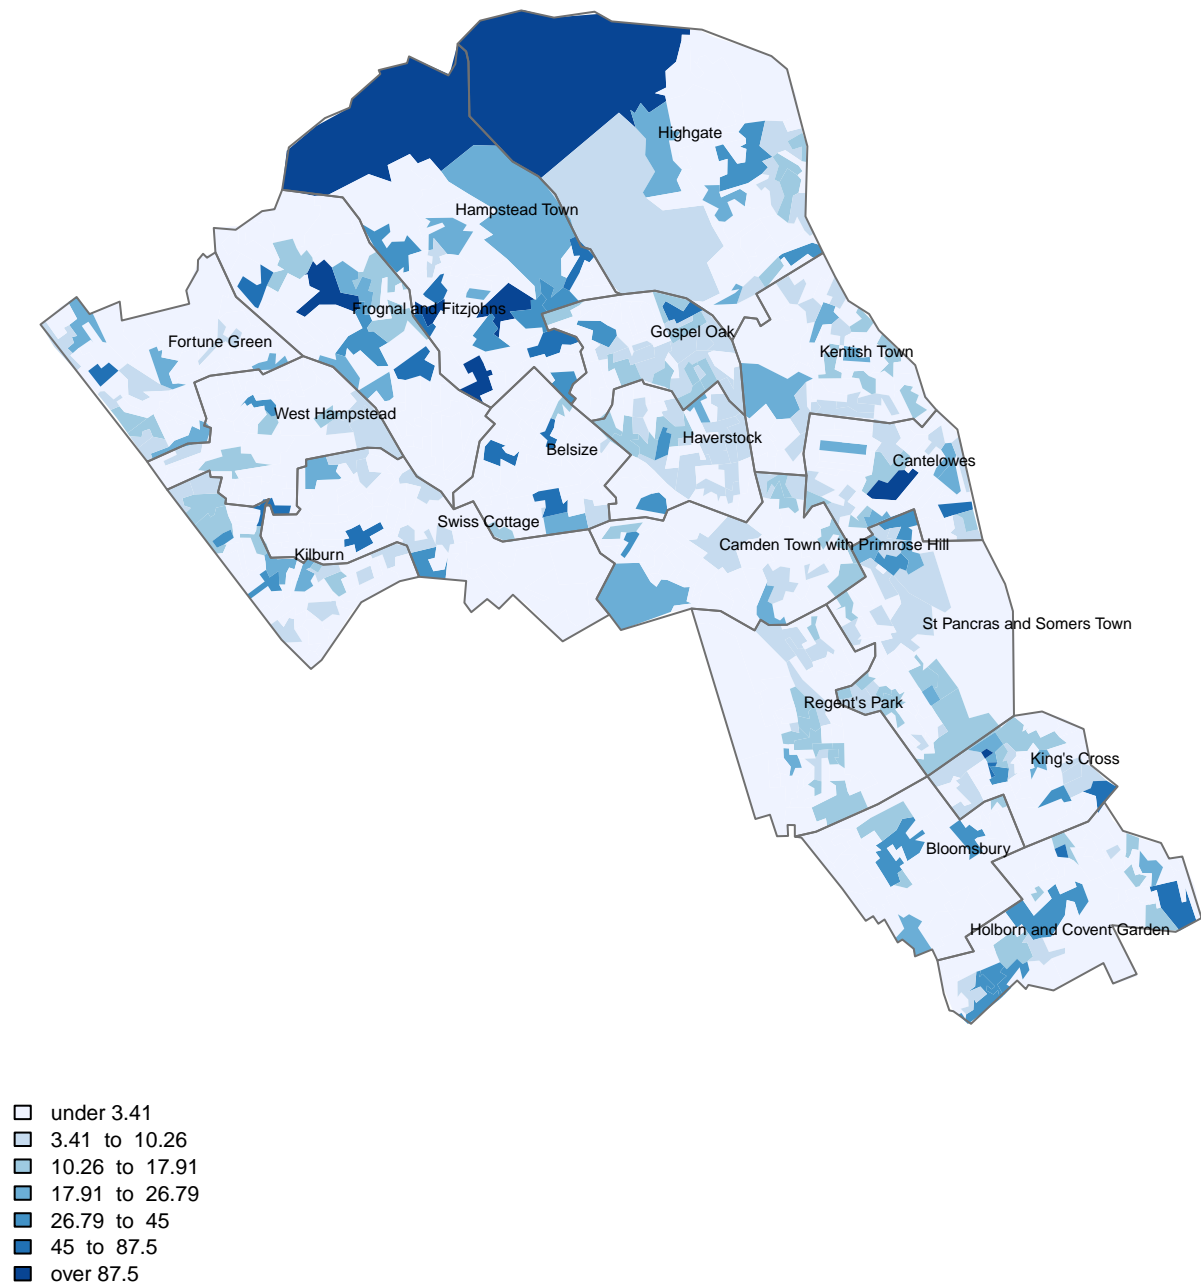 Highgate
Hampstead Town
Frognal and Fitzjohns
Gospel Oak
Fortune Green
Kentish Town
West Hampstead
Haverstock
Belsize
Cantelowes
Swiss Cottage
Camden Town with Primrose Hill
Kilburn
St Pancras and Somers Town
Regent's Park
King's Cross
Bloomsbury
Holborn and Covent Garden
under 3.41
3.41 to 10.26
10.26 to 17.91
17.91 to 26.79
26.79 to 45
45 to 87.5
over 87.5